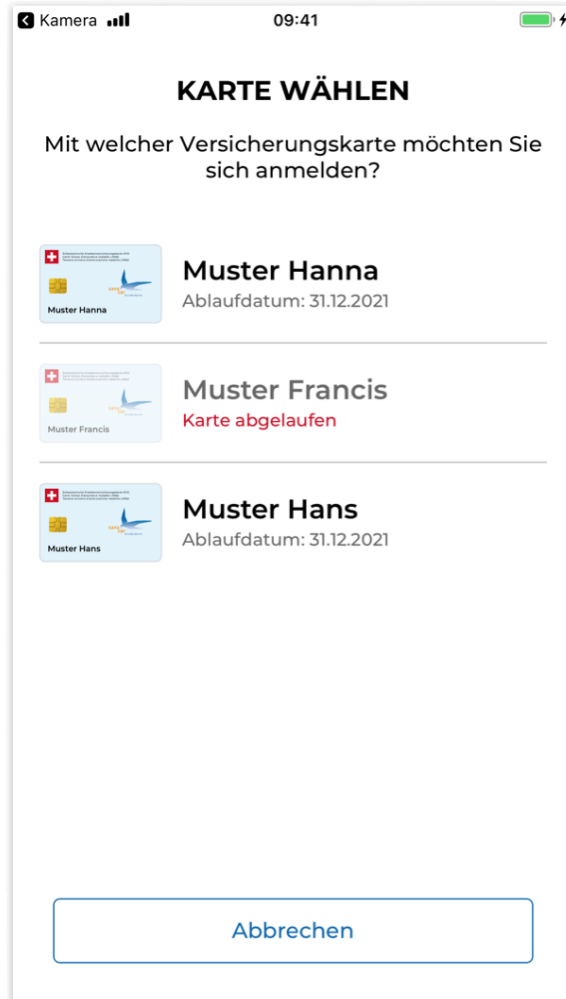 Kamera
09:41
KARTE WÄHLEN
Mit welcher Versicherungskarte möchten Sie
sich anmelden?
Muster Hanna
Muster Hanna
Ablaufdatum: 31.12.2021
Muster Francis
Muster Francis
Karte abgelaufen
Muster Hans
Muster Hans
Ablaufdatum: 31.12.2021
Abbrechen